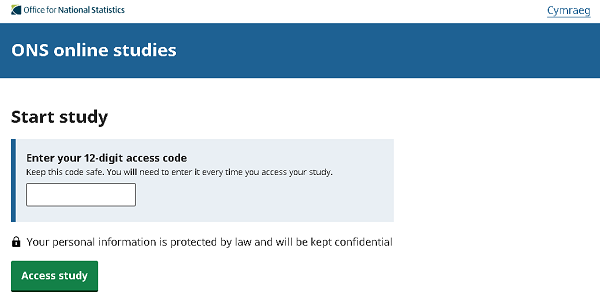 Office for National Statistics
Cymraeg
ONS online studies
Start study
Enter your 12-digit access code
Keep this code safe. You will need to enter it every time you access your study.
Your personal information is protected by law and will be kept confidential
Access study